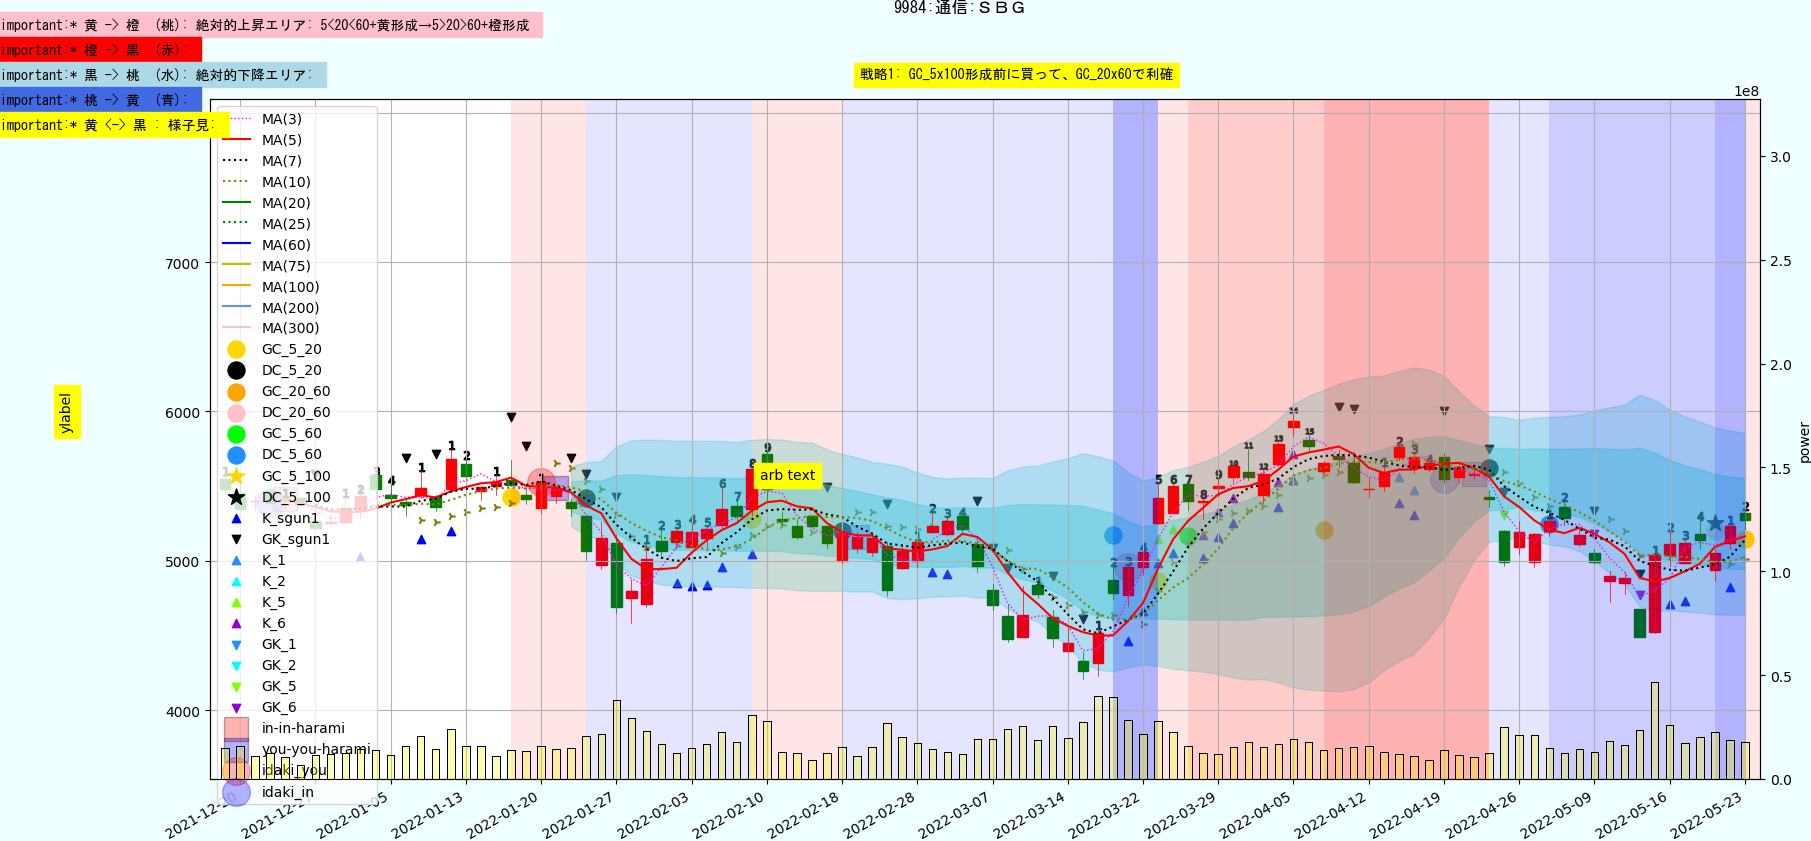 9984:通信:ＳＢＧ
important:* 黄 -> 橙 (桃): 絶対的上昇エリア: 5<20<60+黄形成→5>20>60+橙形成
important:* 橙 -> 黒 (赤):
important:* 黒 -> 桃 (水): 絶対的下降エリア:
important:* 桃 -> 黄 (青):
important:* 黄 <-> 黒 : 様子見:
戦略1: GC_5x100形成前に買って、GC_20x60で利確
1e8
MA(3)
MA(5)
MA(7)
MA(10)
MA(20)
MA(25)
MA(60)
MA(75)
MA(100)
MA(200)
MA(300)
GC_5_20
DC_5_20
GC_20_60
DC_20_60
GC_5_60
DC_5_60
GC_5_100
DC_5_100
K_sgun1
GK_sgun1
K_1
K_2
K_5
K_6
GK_1
GK_2
GK_5
GK_6
in-in-harami
you-you-harami
idaki_you
idaki_in
arb text
ylabel
7000
6000
5000
4000
power
3.0
2.5
2.0
1.5
1.0
0.5
0.0
2021-12-20
2022-01-05
2022-01-13
2022-01-20
2022-01-27
2022-02-03
2022-02-10
2022-02-18
2022-02-28
2022-03-07
2022-03-14
2022-03-22
2022-03-29
2022-04-05
2022-04-12
2022-04-19
2022-04-26
2022-05-09
2022-05-16
2022-05-23